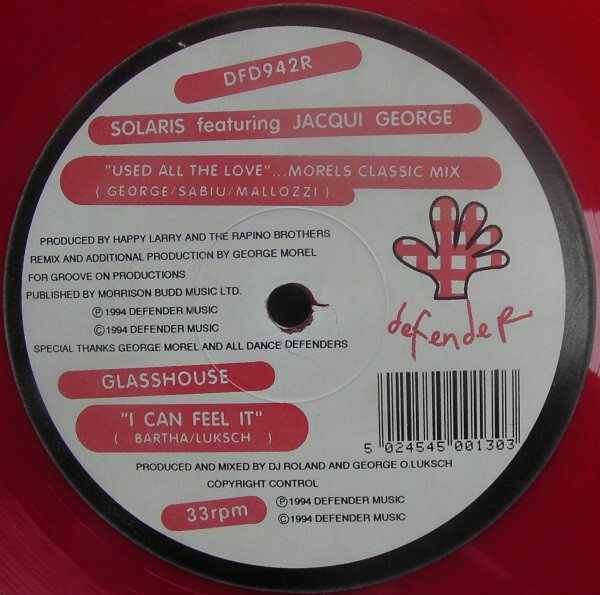 DFD942R
SOLARIS featuring JACQUI GEORGE
"USED ALL THE LOVE"...MORELS CLASSIC MIX
( GEORGE/SABIU/MALLOZZI )
PRODUCED BY HAPPY LARRY AND THE RAPINO BROTHERS
REMIX AND ADDITIONAL PRODUCTION BY GEORGE MOREL
FOR GROOVE ON PRODUCTIONS
PUBLISHED BY MORRISON BUDD MUSIC LTD.
℗1994 DEFENDER MUSIC
©1994 DEFENDER MUSIC
SPECIAL THANKS GEORGE MOREL AND ALL DANCE DEFENDERS
defender
GLASSHOUSE
"I CAN FEEL IT"
( BARTHA/LUKSCH )
5 024545 001303
PRODUCED AND MIXED BY DJ ROLAND AND GEORGE O.LUKSCH
COPYRIGHT CONTROL
℗1994 DEFENDER MUSIC
©1994 DEFENDER MUSIC
33rpm